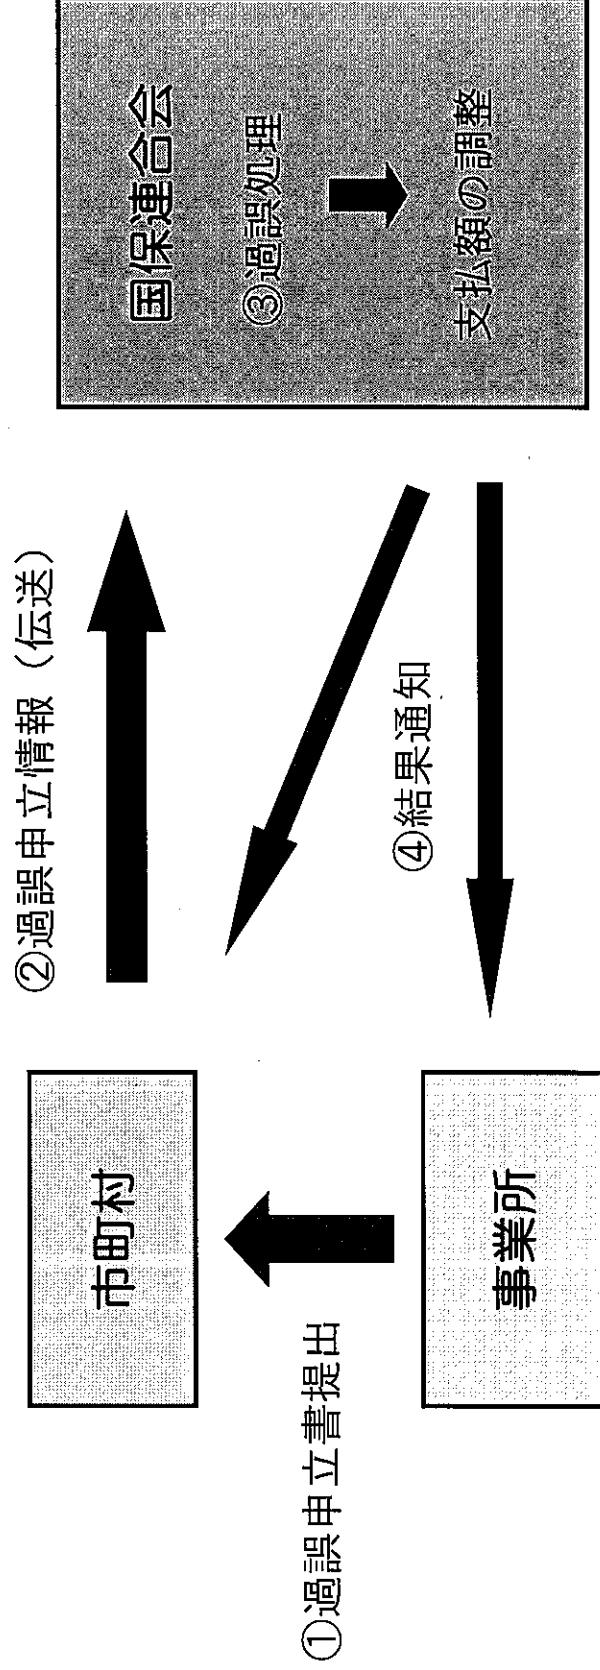 ②過誤申立情報（伝送）
市町村
国保連合会
③過誤処理
支払額の調整
①過誤申立書提出
④結果通知
事業所